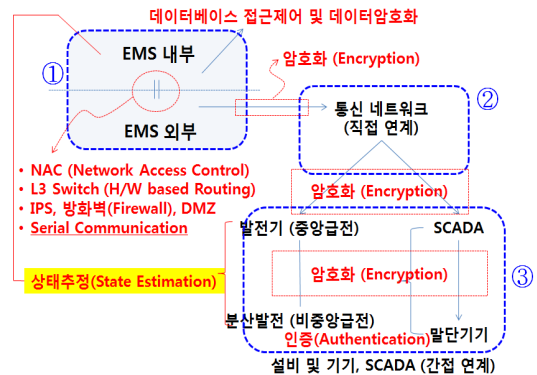 데이터베이스 접근제어 및 데이터암호화
①
EMS 내부
EMS 외부
암호화 (Encryption)
②
통신 네트워크
(직접 연계)
• NAC (Network Access Control)
• L3 Switch (H/W based Routing)
• IPS, 방화벽(Firewall), DMZ
• Serial Communication
암호화 (Encryption)
발전기 (중앙급전)
SCADA
③
상태추정(State Estimation)
암호화 (Encryption)
분산발전 (비중앙급전)
인증(Authentication)
말단기기
설비 및 기기, SCADA (간접 연계)